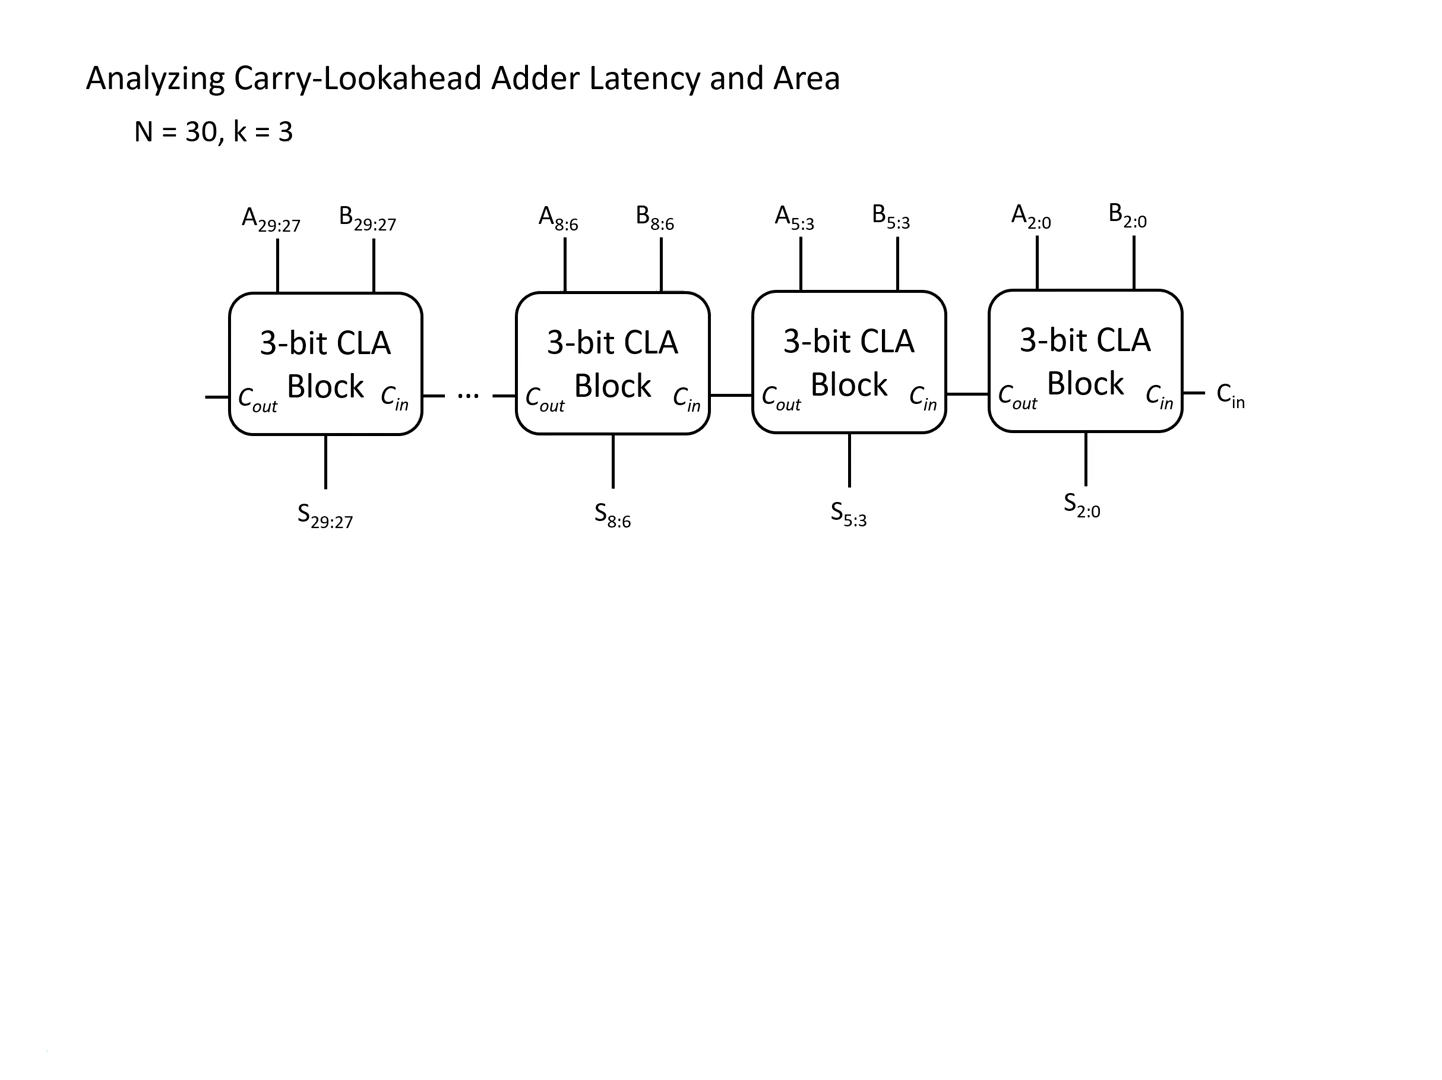 Analyzing Carry-Lookahead Adder Latency and Area
N = 30, k = 3
A29:27 B29:27 A8:6 B8:6 A5:3 B5:3 A2:0 B2:0
3-bit CLA 3-bit CLA 3-bit CLA 3-bit CLA
Block Block Block Block
Cout Cin ... Cout Cin Cout Cin Cout Cin Cin
S29:27 S8:6 S5:3 S2:0